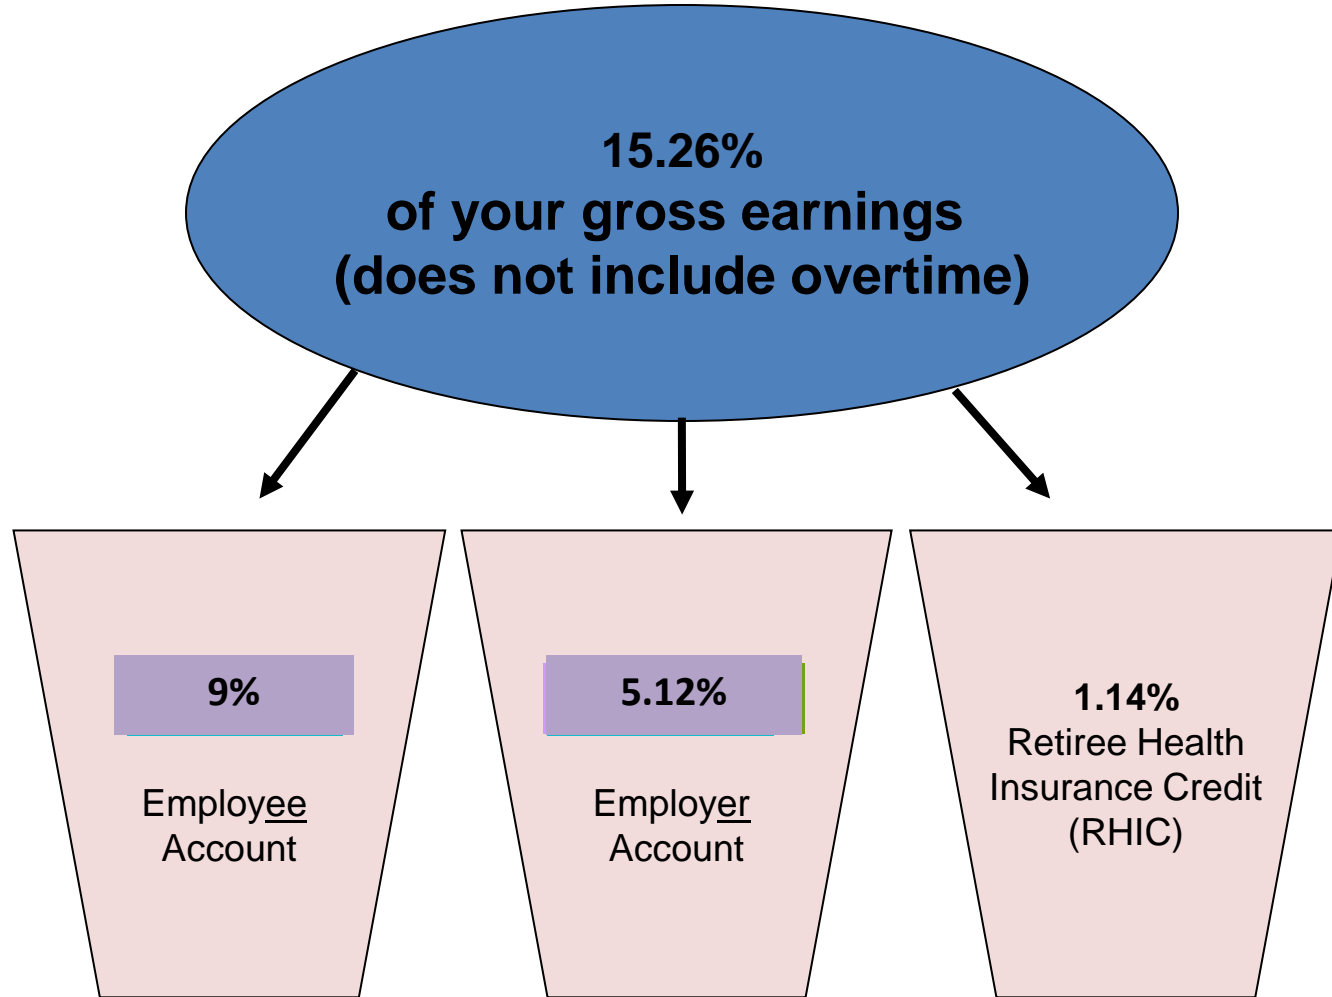 15.26%
of your gross earnings
(does not include overtime)
9%
Employee
Account
5.12%
Employer
Account
1.14%
Retiree Health
Insurance Credit
(RHIC)